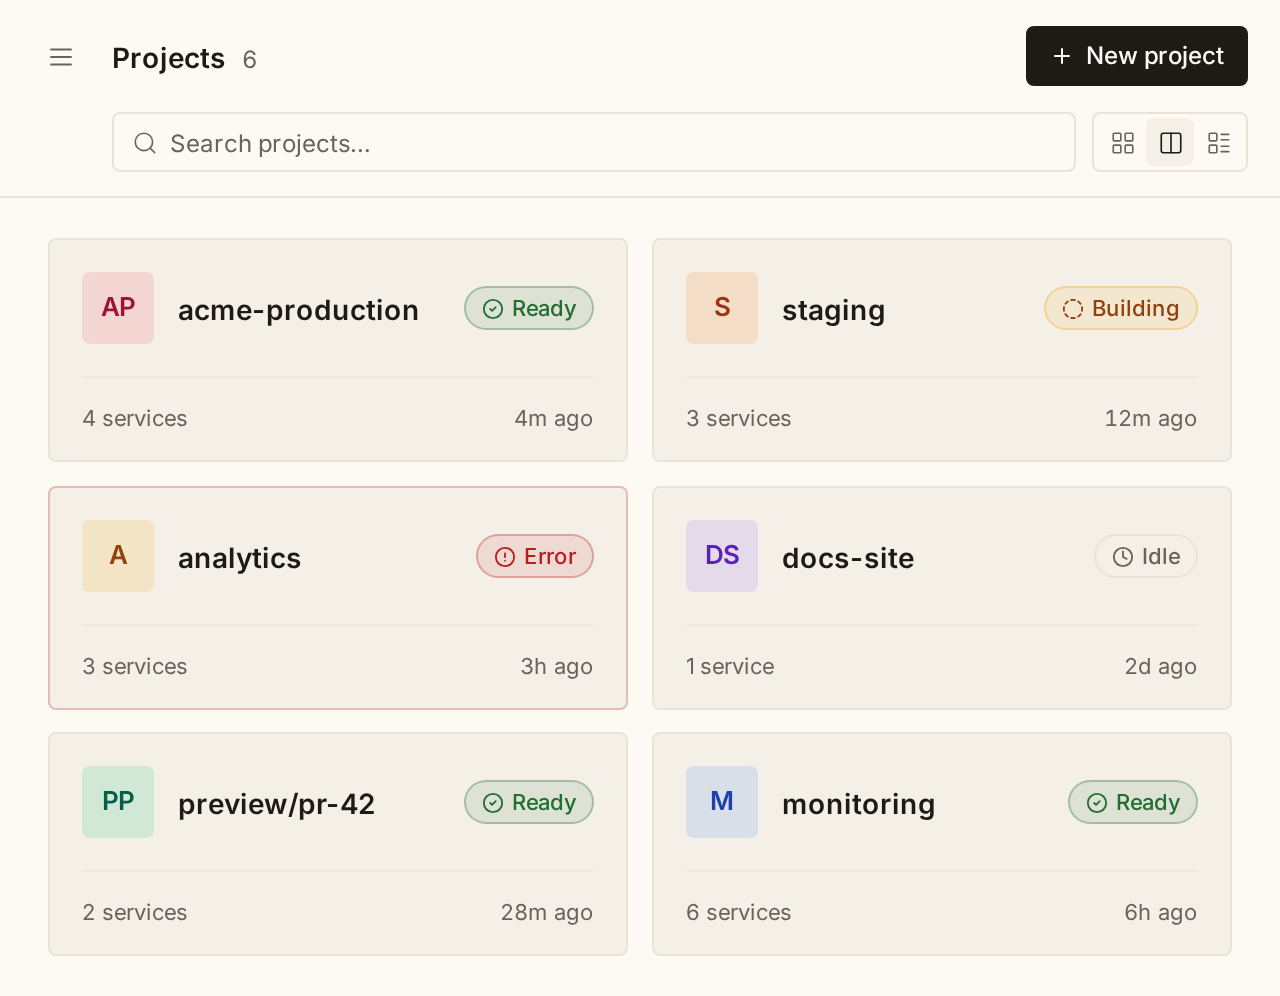 Projects 6
New project
Search projects...
AP acme-production Ready
4 services 4m ago
S staging Building
3 services 12m ago
A analytics Error
3 services 3h ago
DS docs-site Idle
1 service 2d ago
PP preview/pr-42 Ready
2 services 28m ago
M monitoring Ready
6 services 6h ago